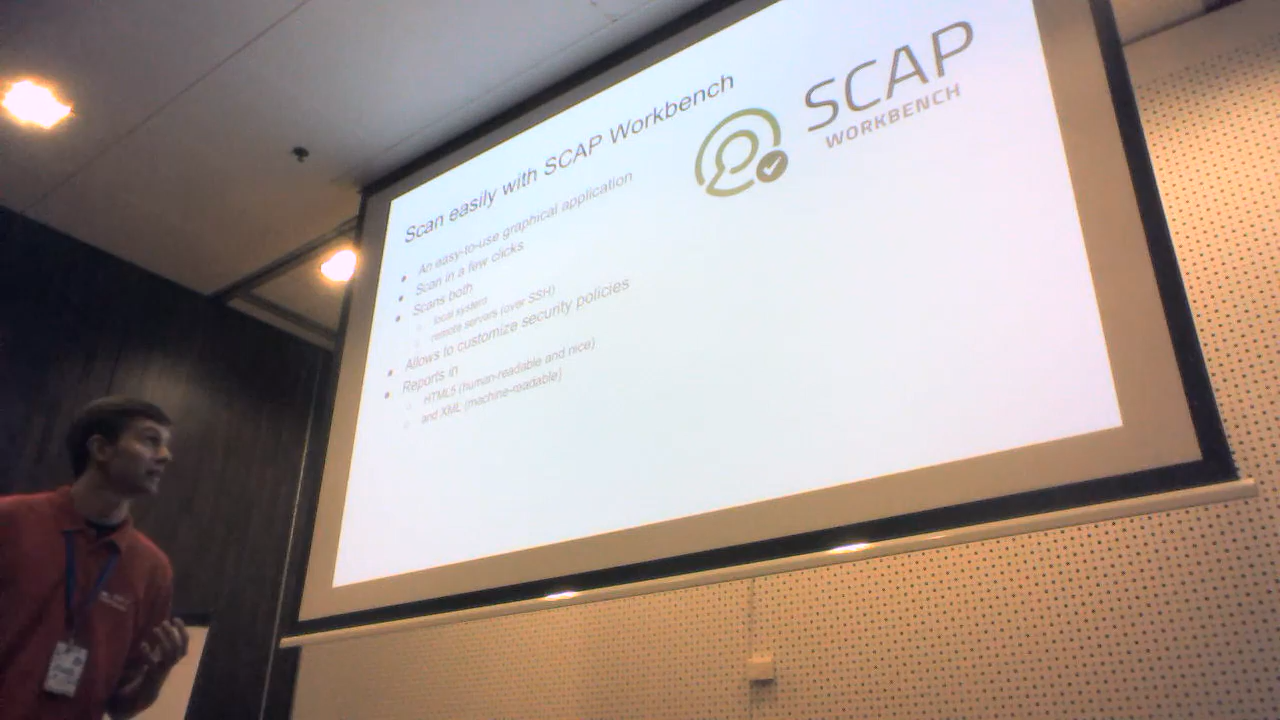 Scan easily with SCAP Workbench
SCAP
WORKBENCH
An easy-to-use graphical application
Scan in a few clicks
Scans both
local system
remote servers (over SSH)
Allows to customize security policies
Reports in
HTML5 (human-readable and nice)
and XML (machine-readable)